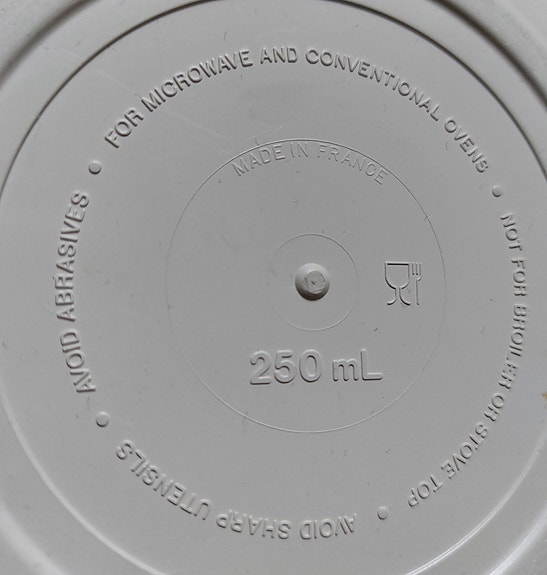 FOR MICROWAVE AND CONVENTIONAL OVENS
• NOT FOR BROILER OR STOVE TOP
• AVOID SHARP UTENSILS
• AVOID ABRASIVES •
MADE IN FRANCE
250 mL